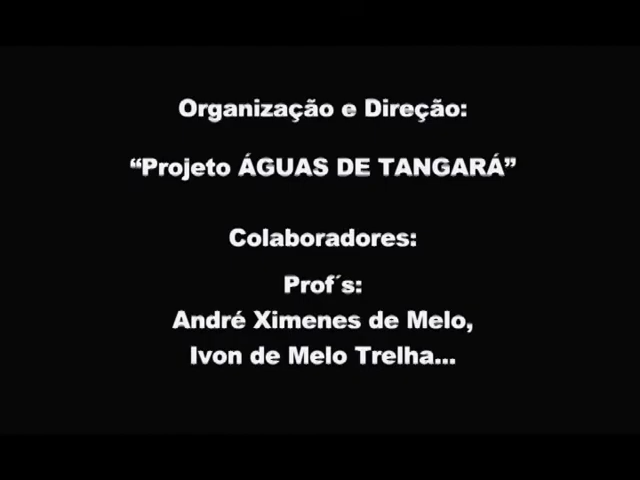 Organização e Direção:
“Projeto ÁGUAS DE TANGARÁ”
Colaboradores:
Prof´s:
André Ximenes de Melo,
Ivon de Melo Trelha...